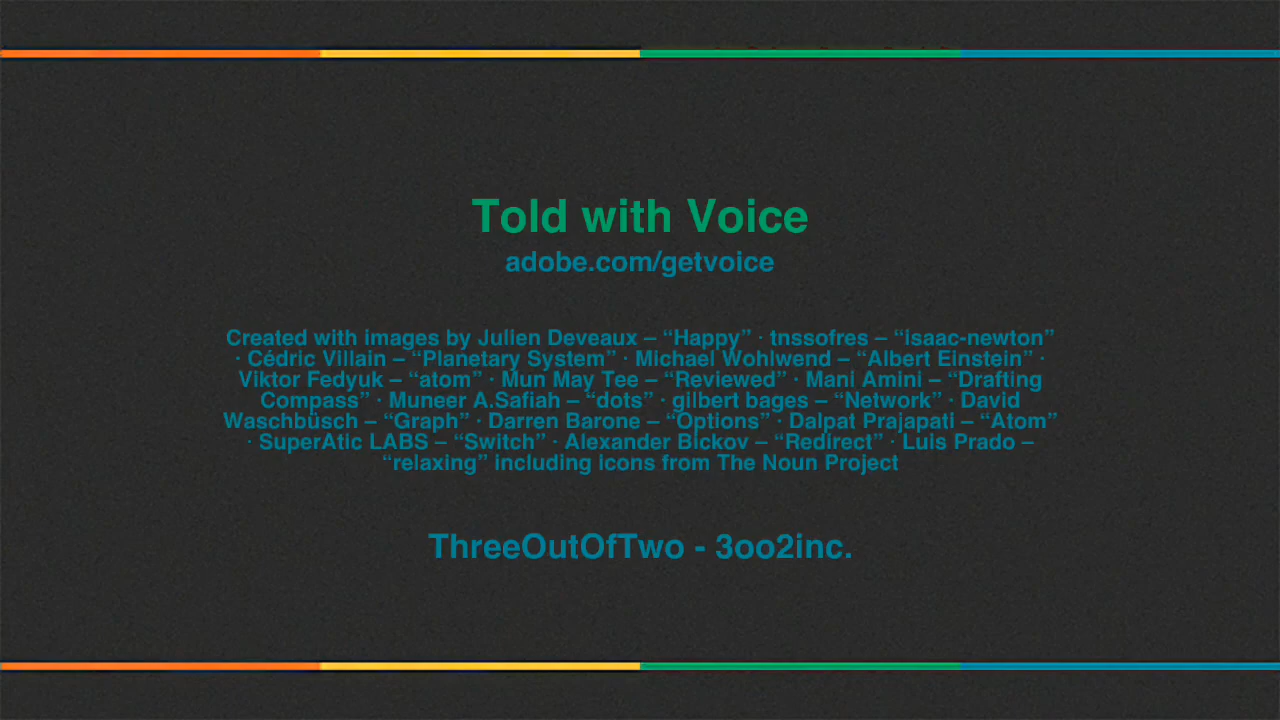 Told with Voice
adobe.com/getvoice
Created with images by Julien Deveaux – “Happy” · tnssofres – “isaac-newton”
· Cédric Villain – “Planetary System” · Michael Wohlwend – “Albert Einstein” ·
Viktor Fedyuk – “atom” · Mun May Tee – “Reviewed” · Mani Amini – “Drafting
Compass” · Muneer A.Safiah – “dots” · gilbert bages – “Network” · David
Waschbüsch – “Graph” · Darren Barone – “Options” · Dalpat Prajapati – “Atom”
· SuperAtic LABS – “Switch” · Alexander Bickov – “Redirect” · Luis Prado –
“relaxing” including icons from The Noun Project
ThreeOutOfTwo - 3oo2inc.